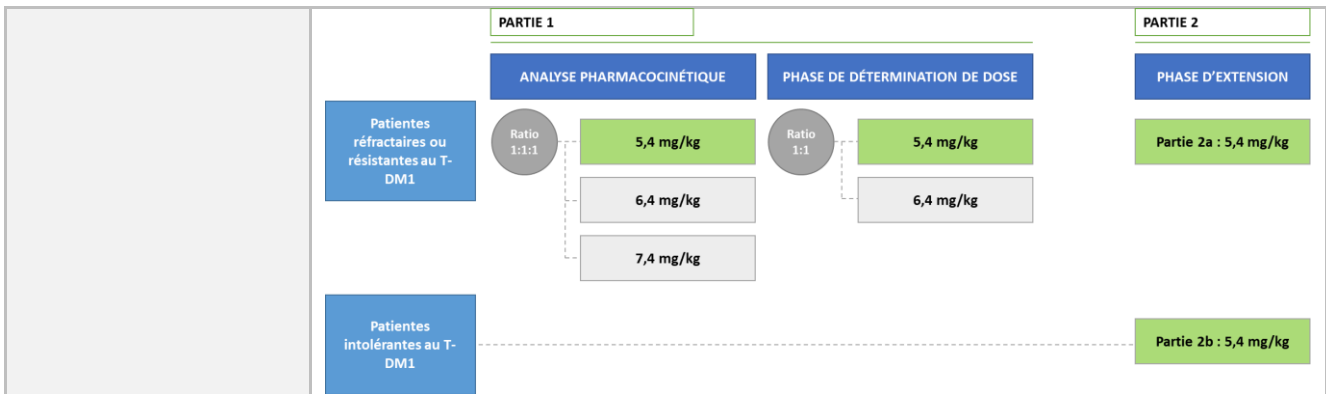 PARTIE 1
PARTIE 2
ANALYSE PHARMACOCINÉTIQUE
PHASE DE DÉTERMINATION DE DOSE
PHASE D'EXTENSION
Patientes
réfractaires ou
résistantes au T-
DM1
Ratio
1:1:1
5,4 mg/kg
6,4 mg/kg
7,4 mg/kg
Ratio
1:1
5,4 mg/kg
6,4 mg/kg
Partie 2a : 5,4 mg/kg
Patientes
intolérantes au T-
DM1
Partie 2b : 5,4 mg/kg